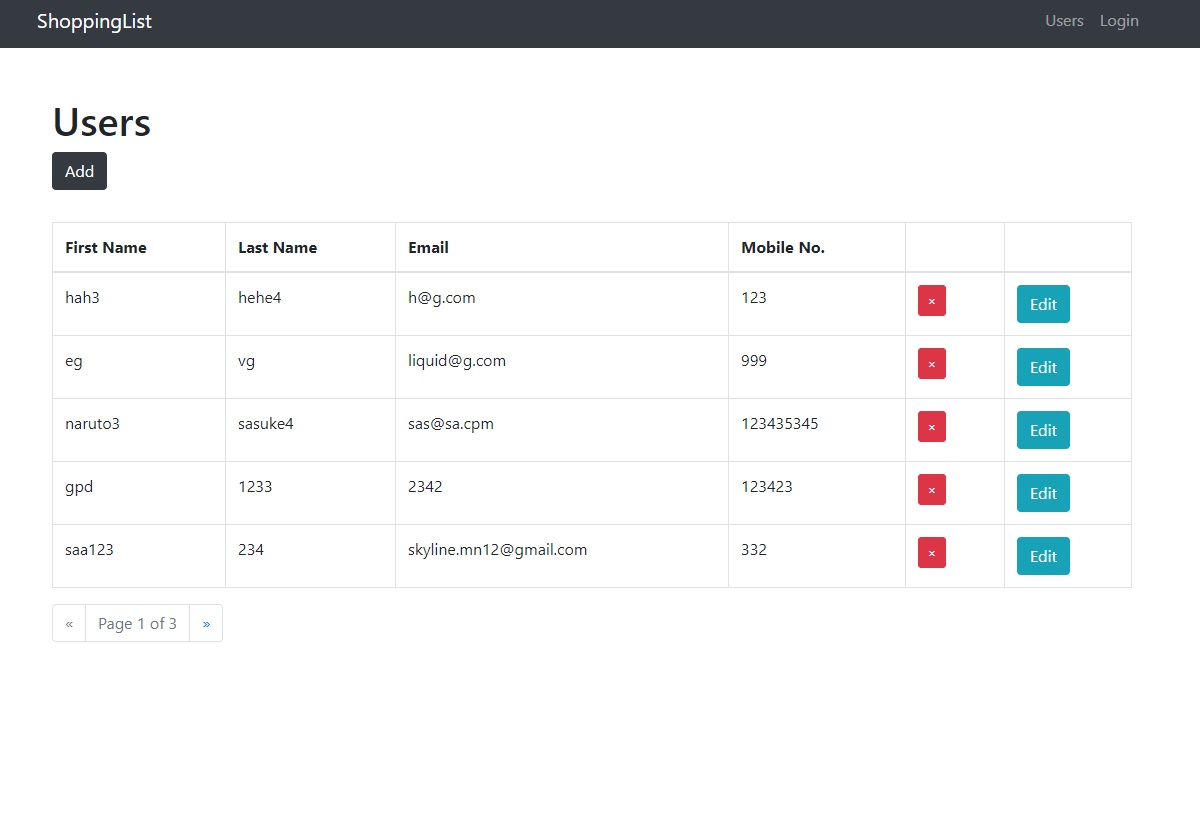 ShoppingList Users Login
Users
Add
First Name Last Name Email Mobile No.
hah3 hehe4 h@g.com 123 × Edit
eg vg liquid@g.com 999 × Edit
naruto3 sasuke4 sas@sa.cpm 123435345 × Edit
gpd 1233 2342 123423 × Edit
saa123 234 skyline.mn12@gmail.com 332 × Edit
« Page 1 of 3 »